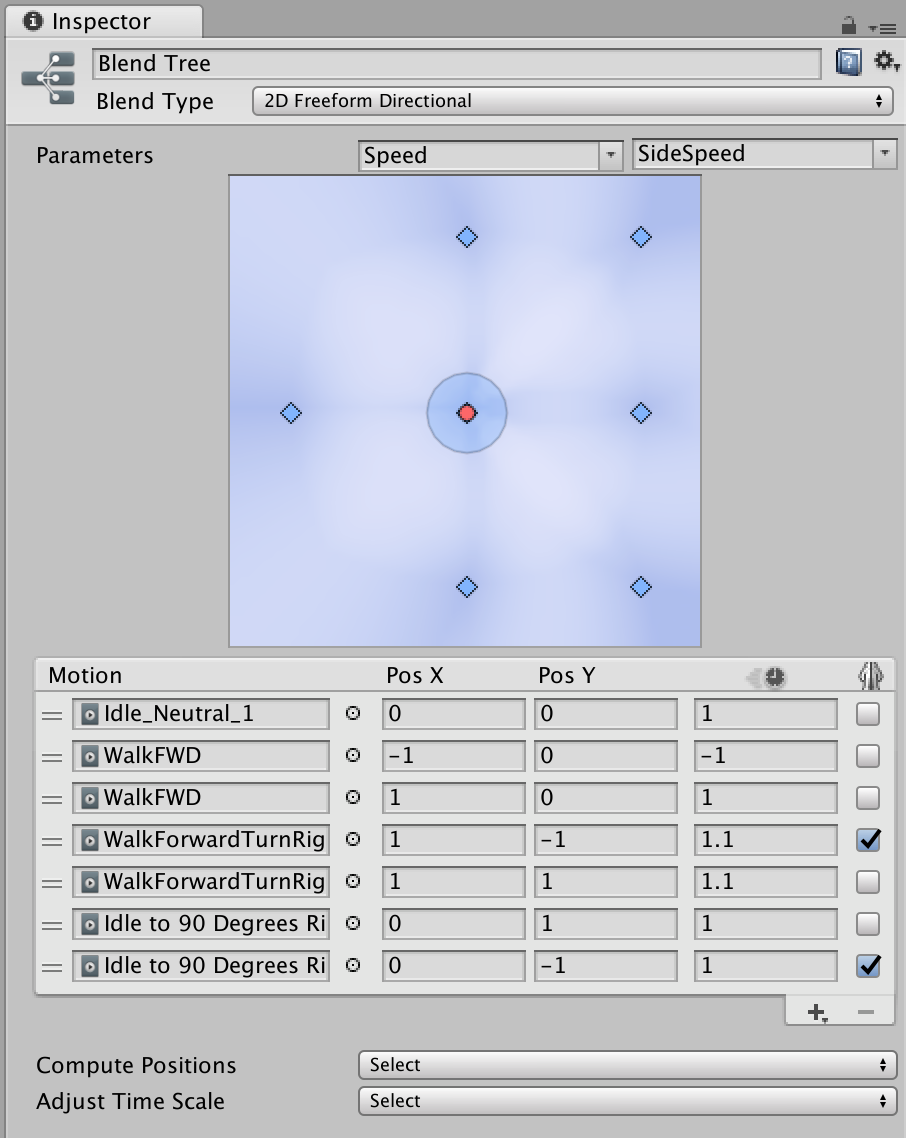 Inspector
Blend Tree
Blend Type 2D Freeform Directional
Parameters Speed SideSpeed
Motion Pos X Pos Y
Idle_Neutral_1 0 0 1
WalkFWD -1 0 -1
WalkFWD 1 0 1
WalkForwardTurnRig 1 -1 1.1
WalkForwardTurnRig 1 1 1.1
Idle to 90 Degrees Ri 0 1 1
Idle to 90 Degrees Ri 0 -1 1
Compute Positions Select
Adjust Time Scale Select